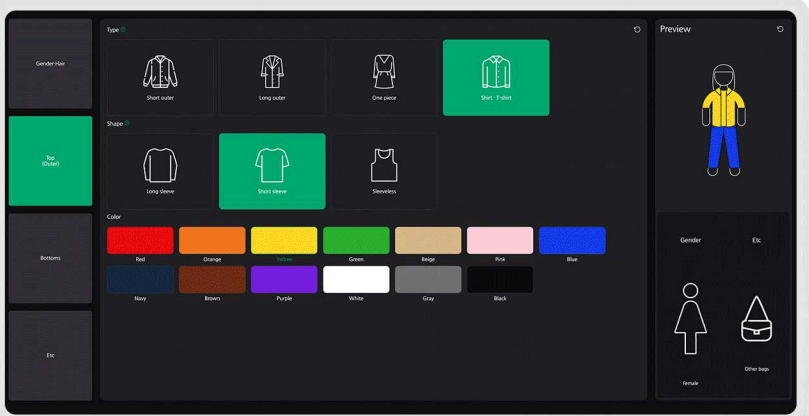 Gender·Hair
Top
(Outer)
Bottoms
Etc
Type
Short outer
Long outer
One piece
Shirt · T-shirt
Shape
Long sleeve
Short sleeve
Sleeveless
Color
Red
Orange
Yellow
Green
Beige
Pink
Blue
Navy
Brown
Purple
White
Gray
Black
Preview
Gender
Etc
Female
Other bags